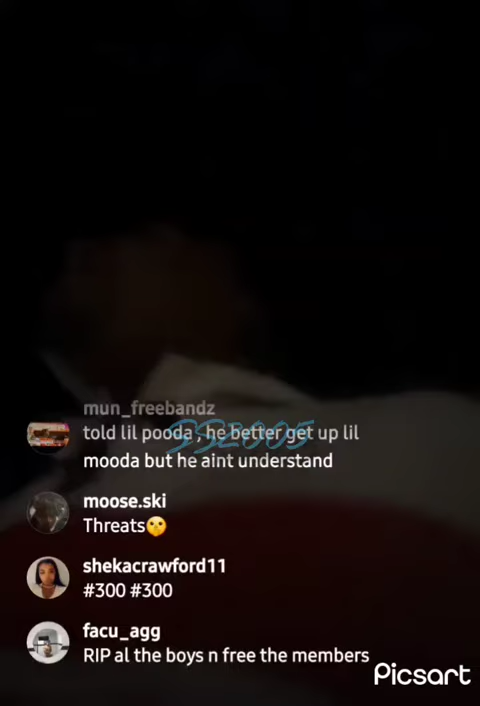 mun_freebandz
told lil pooda , he better get up lil
mooda but he aint understand
SS2005
moose.ski
Threats🤫
shekacrawford11
#300 #300
facu_agg
RIP al the boys n free the members
Picsart